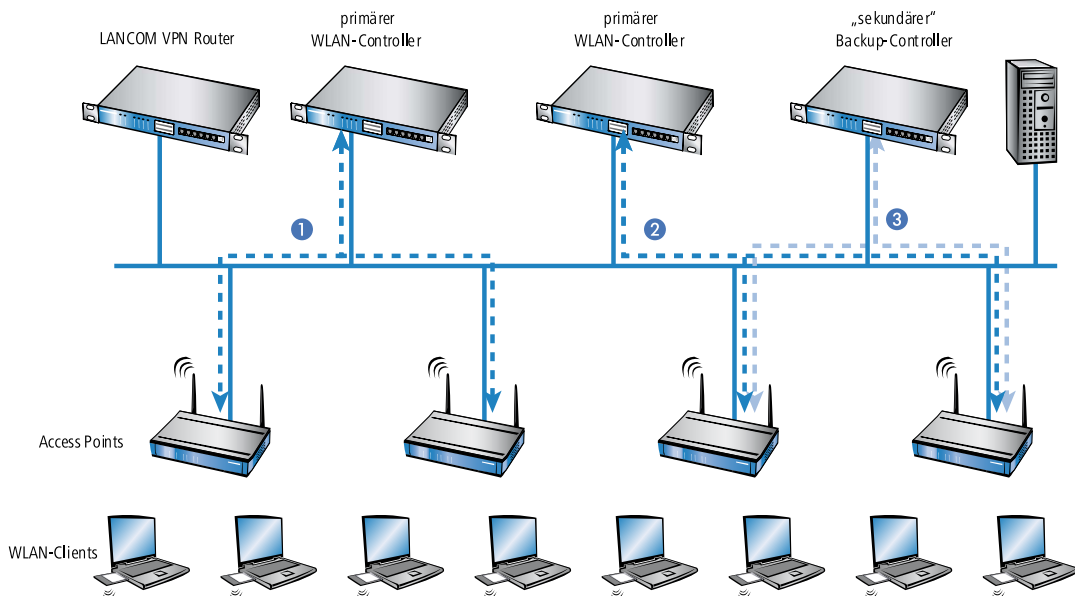 LANCOM VPN Router
primärer
WLAN-Controller
primärer
WLAN-Controller
„sekundärer“
Backup-Controller
1
2
3
Access Points
WLAN-Clients